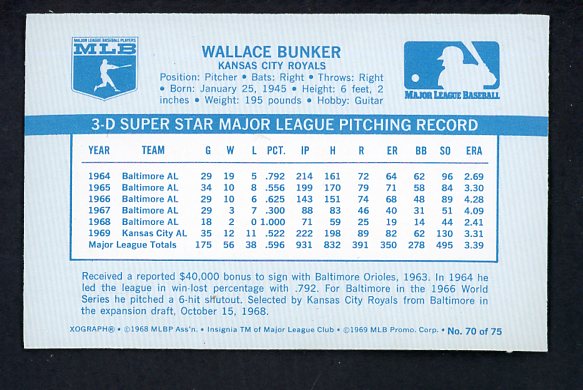 MAJOR LEAGUE BASEBALL PLAYERS
MLB
WALLACE BUNKER
KANSAS CITY ROYALS
Position: Pitcher • Bats: Right • Throws: Right
• Born: January 25, 1945 • Height: 6 feet, 2
inches • Weight: 195 pounds • Hobby: Guitar
MAJOR LEAGUE BASEBALL
3-D SUPER STAR MAJOR LEAGUE PITCHING RECORD
YEAR TEAM G W L PCT. IP H R ER BB SO ERA
1964 Baltimore AL 29 19 5 .792 214 161 72 64 62 96 2.69
1965 Baltimore AL 34 10 8 .556 199 170 79 71 58 84 3.30
1966 Baltimore AL 29 10 6 .625 143 151 74 68 48 89 4.28
1967 Baltimore AL 29 3 7 .300 88 83 46 40 31 51 4.09
1968 Baltimore AL 18 2 0 1.000 71 59 25 19 14 44 2.41
1969 Kansas City AL 35 12 11 .522 222 198 89 82 62 130 3.31
Major League Totals 175 56 38 .596 931 832 391 350 278 495 3.39
Received a reported $40,000 bonus to sign with Baltimore Orioles, 1963. In 1964 he
led the league in win-lost percentage with .792. For Baltimore in the 1966 World
Series he pitched a 6-hit shutout. Selected by Kansas City Royals from Baltimore in
the expansion draft, October 15, 1968.
XOGRAPH® • ©1968 MLBP Ass'n. • Insignia TM of Major League Club • ©1969 MLB Promo. Corp. • No. 70 of 75